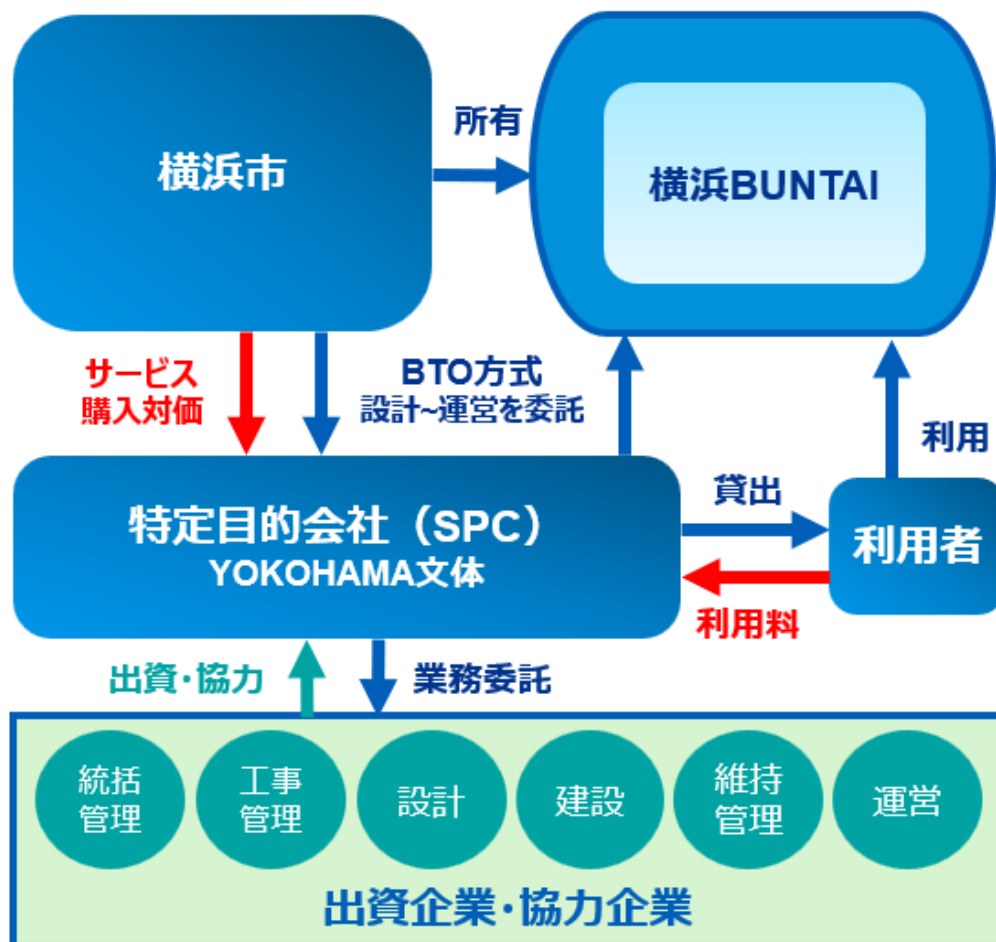 横浜市
所有
横浜BUNTAI
サービス
購入対価
BTO方式
設計~運営を委託
利用
特定目的会社（SPC）
YOKOHAMA文体
貸出
利用者
利用料
出資・協力
業務委託
統括
管理
工事
管理
設計
建設
維持
管理
運営
出資企業・協力企業